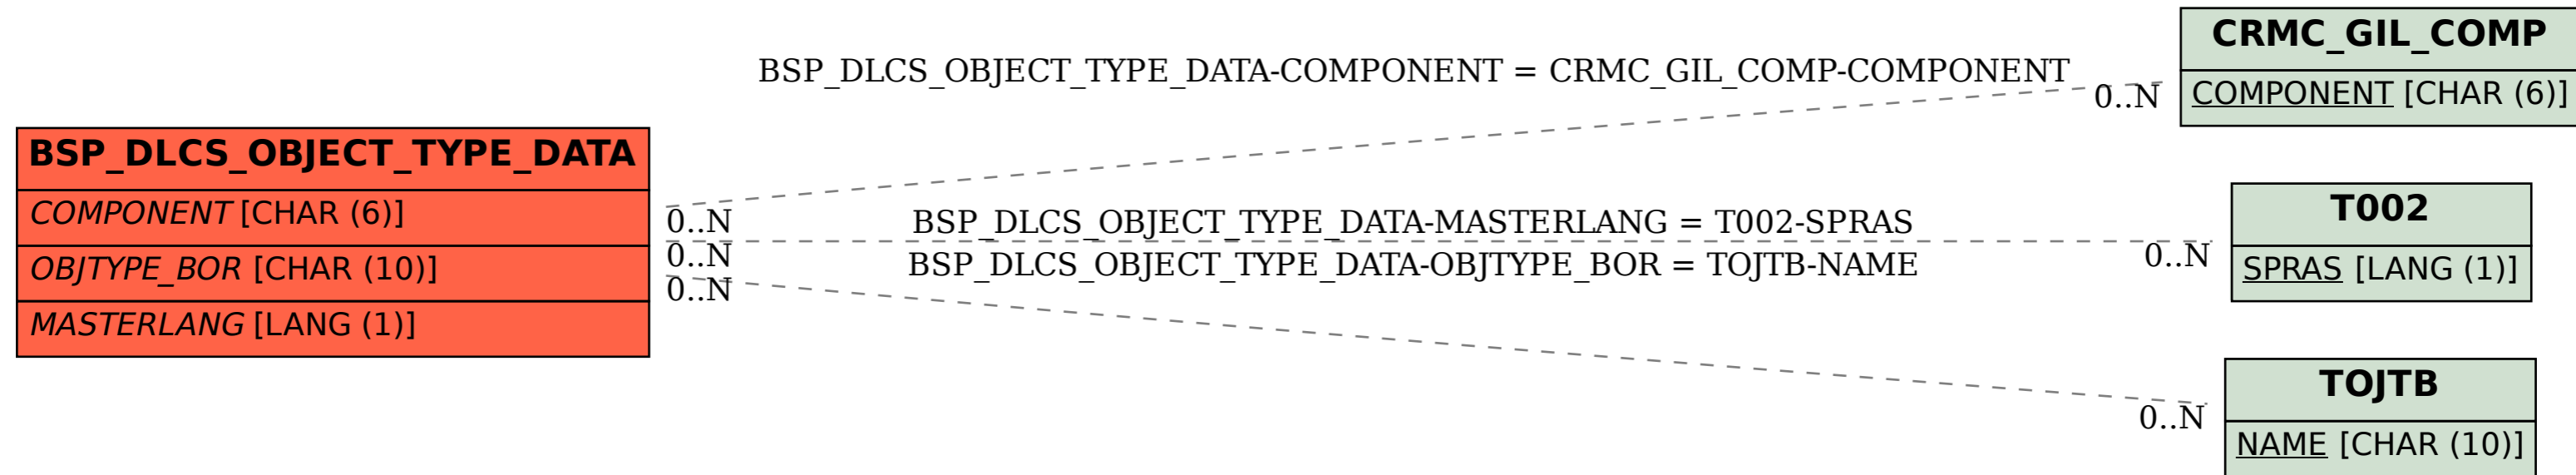 CRMC_GIL_COMP
BSP_DLCS_OBJECT_TYPE_DATA-COMPONENT = CRMC_GIL_COMP-COMPONENT
0..N
COMPONENT [CHAR (6)]
BSP_DLCS_OBJECT_TYPE_DATA
COMPONENT [CHAR (6)]
OBJTYPE_BOR [CHAR (10)]
MASTERLANG [LANG (1)]
0..N
0..N
0..N
BSP_DLCS_OBJECT_TYPE_DATA-MASTERLANG = T002-SPRAS
BSP_DLCS_OBJECT_TYPE_DATA-OBJTYPE_BOR = TOJTB-NAME
0..N
T002
SPRAS [LANG (1)]
0..N
TOJTB
NAME [CHAR (10)]